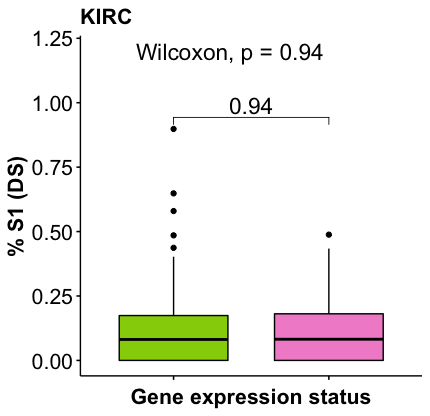 KIRC
Wilcoxon, p = 0.94
0.94
% S1 (DS)
1.25
1.00
0.75
0.50
0.25
0.00
Gene expression status